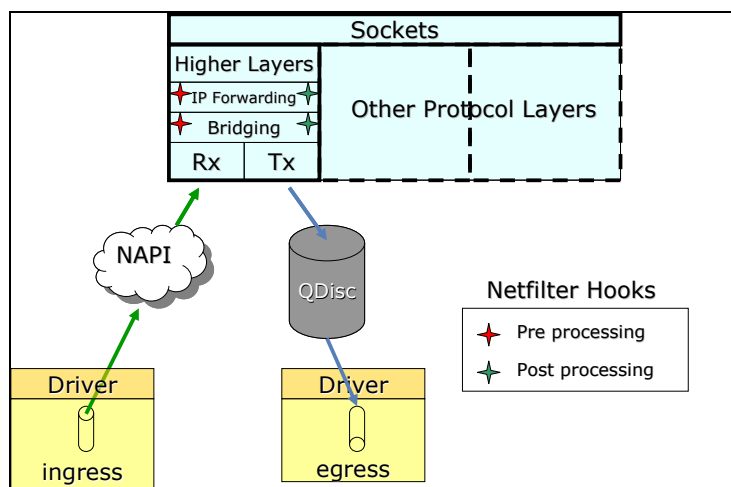 Sockets
Higher Layers
IP Forwarding
Bridging
Rx
Tx
Other Protocol Layers
NAPI
QDisc
Netfilter Hooks
Pre processing
Post processing
Driver
ingress
Driver
egress